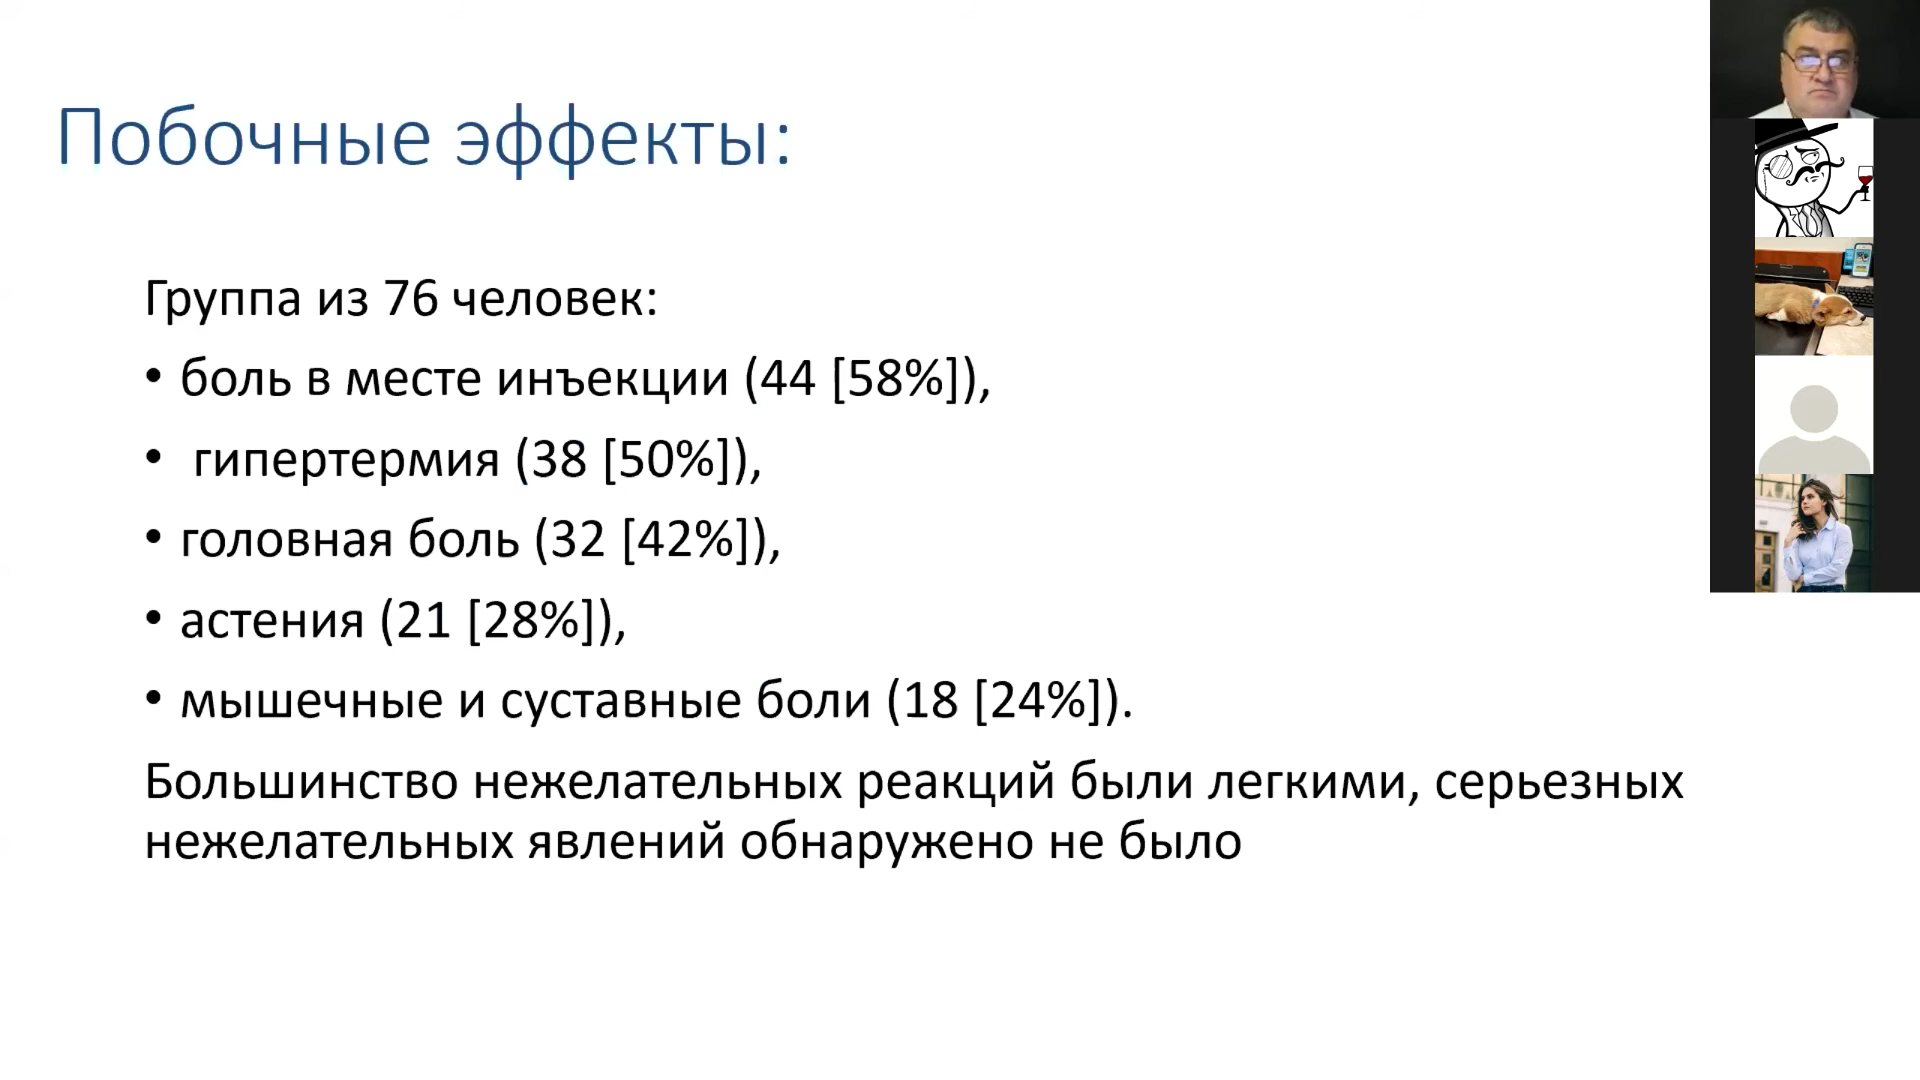 Побочные эффекты:
Группа из 76 человек:
• боль в месте инъекции (44 [58%]),
• гипертермия (38 [50%]),
• головная боль (32 [42%]),
• астения (21 [28%]),
• мышечные и суставные боли (18 [24%]).
Большинство нежелательных реакций были легкими, серьезных
нежелательных явлений обнаружено не было